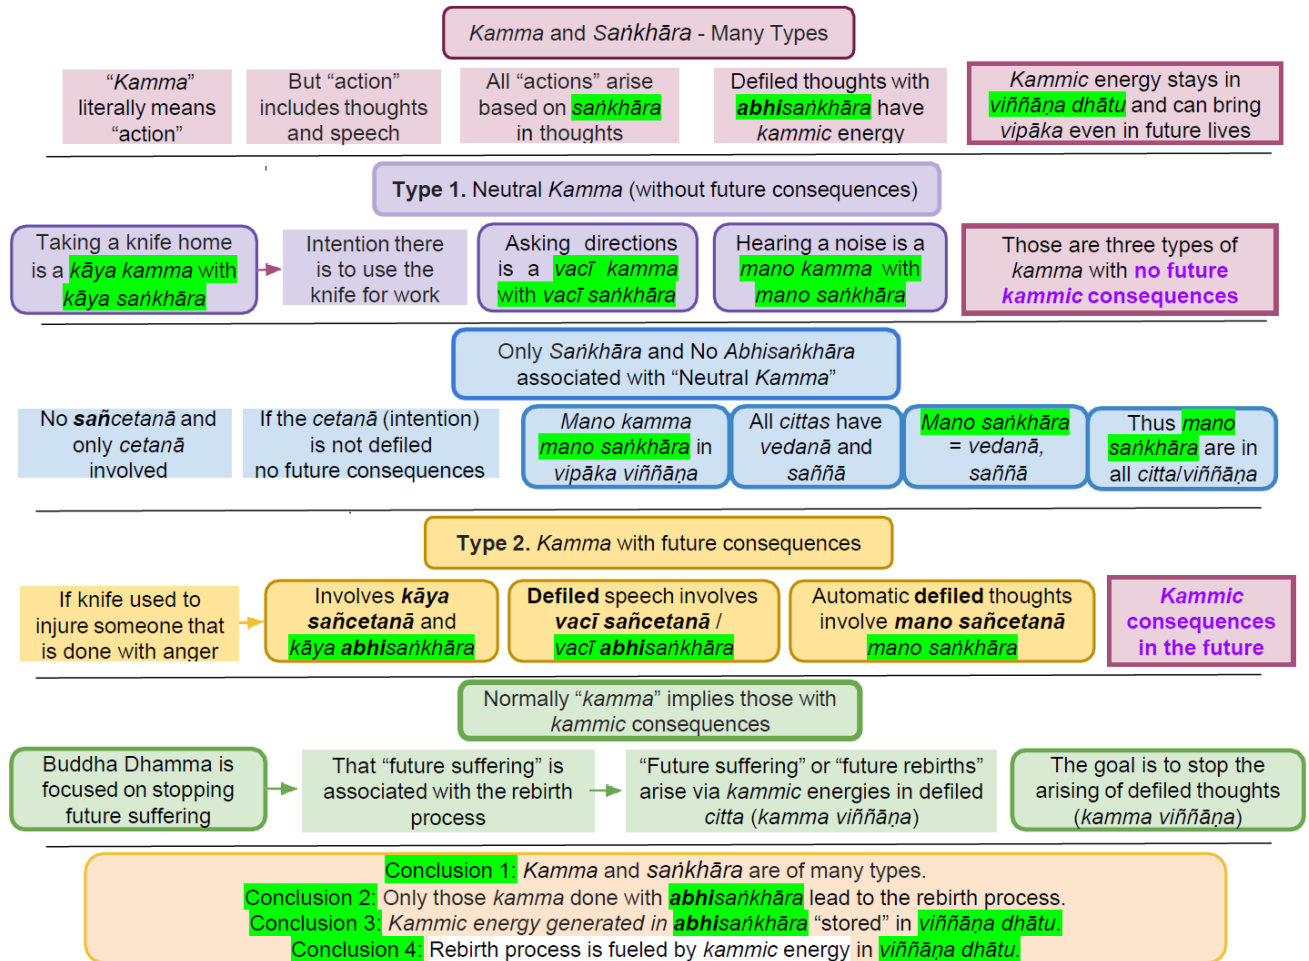 Kamma and Saṅkhāra - Many Types
“Kamma”
literally means
“action”
But “action”
includes thoughts
and speech
All “actions” arise
based on saṅkhāra
in thoughts
Defiled thoughts with
abhisaṅkhāra have
kammic energy
Kammic energy stays in
viññāṇa dhātu and can bring
vipāka even in future lives
Type 1. Neutral Kamma (without future consequences)
Taking a knife home
is a kāya kamma with
kāya saṅkhāra
Intention there
is to use the
knife for work
Asking directions
is a vacī kamma
with vacī saṅkhāra
Hearing a noise is a
mano kamma with
mano saṅkhāra
Those are three types of
kamma with no future
kammic consequences
Only Saṅkhāra and No Abhisaṅkhāra
associated with “Neutral Kamma”
No sañcetanā and
only cetanā
involved
If the cetanā (intention)
is not defiled
no future consequences
Mano kamma
mano saṅkhāra in
vipāka viññāṇa
All cittas have
vedanā and
saññā
Mano saṅkhāra
= vedanā,
saññā
Thus mano
saṅkhāra are in
all citta/viññāṇa
Type 2. Kamma with future consequences
If knife used to
injure someone that
is done with anger
Involves kāya
sañcetanā and
kāya abhisaṅkhāra
Defiled speech involves
vacī sañcetanā /
vacī abhisaṅkhāra
Automatic defiled thoughts
involve mano sañcetanā
mano saṅkhāra
Kammic
consequences
in the future
Normally “kamma” implies those with
kammic consequences
Buddha Dhamma is
focused on stopping
future suffering
That “future suffering” is
associated with the rebirth
process
“Future suffering” or “future rebirths”
arise via kammic energies in defiled
citta (kamma viññāṇa)
The goal is to stop the
arising of defiled thoughts
(kamma viññāṇa)
Conclusion 1: Kamma and saṅkhāra are of many types.
Conclusion 2: Only those kamma done with abhisaṅkhāra lead to the rebirth process.
Conclusion 3: Kammic energy generated in abhisaṅkhāra “stored” in viññāṇa dhātu.
Conclusion 4: Rebirth process is fueled by kammic energy in viññāṇa dhātu.